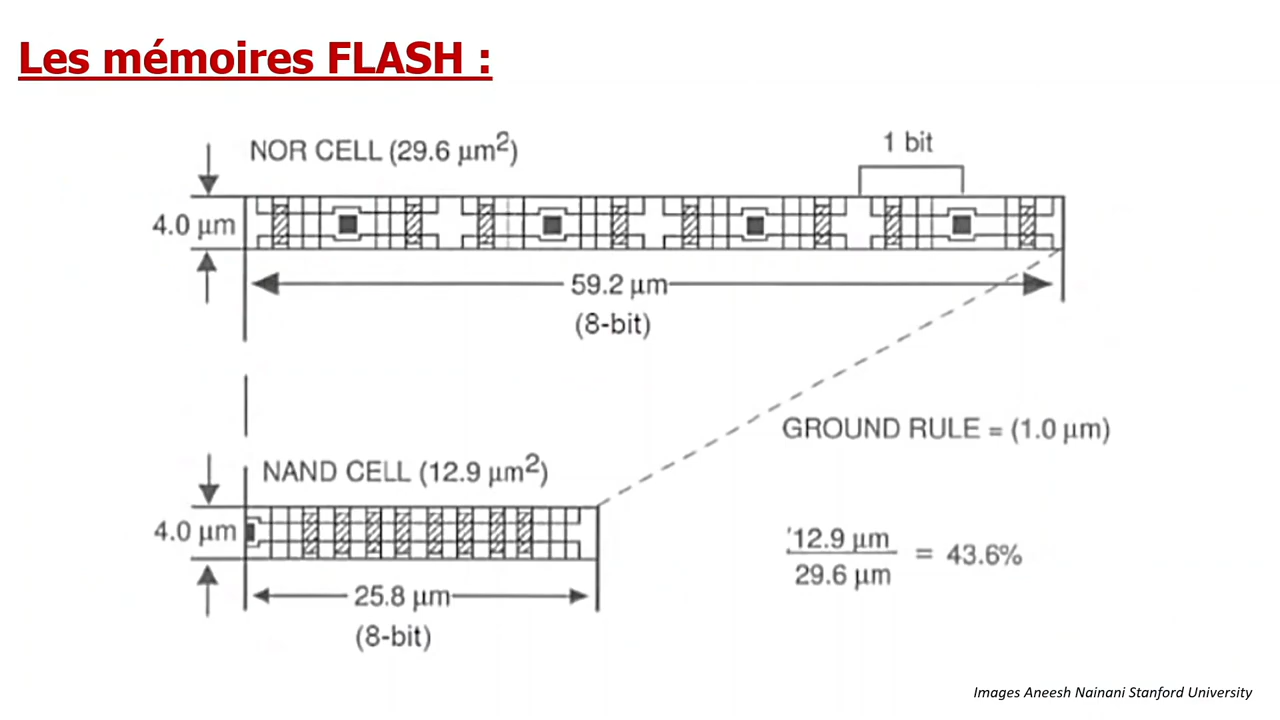 Les mémoires FLASH :
NOR CELL (29.6 µm²)
1 bit
4.0 µm
59.2 µm
(8-bit)
GROUND RULE = (1.0 µm)
NAND CELL (12.9 µm²)
4.0 µm
'12.9 µm
29.6 µm
= 43.6%
25.8 µm
(8-bit)
Images Aneesh Nainani Stanford University